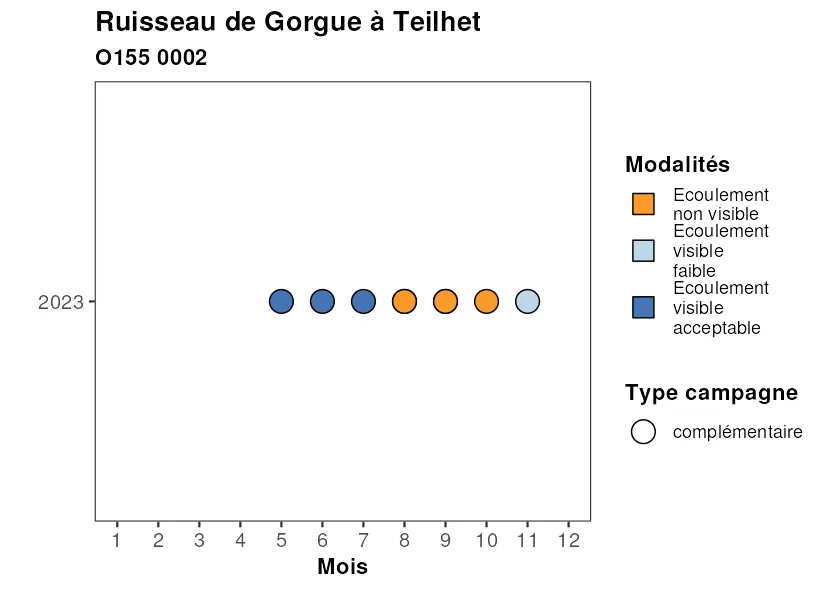 Ruisseau de Gorgue à Teilhet
O155 0002
2023
1 2 3 4 5 6 7 8 9 10 11 12
Mois
Modalités
Ecoulement
non visible
Ecoulement
visible
faible
Ecoulement
visible
acceptable
Type campagne
complémentaire